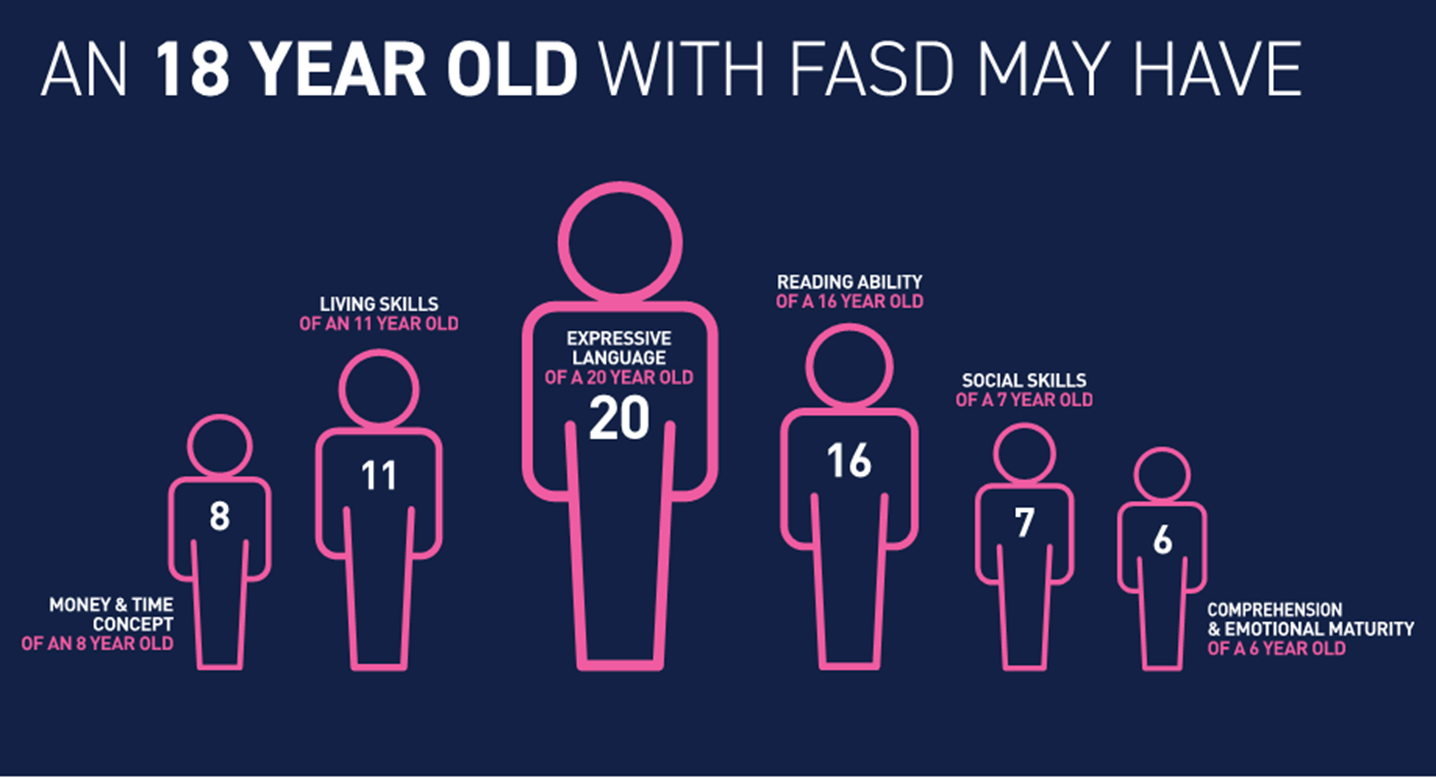 AN 18 YEAR OLD WITH FASD MAY HAVE
MONEY & TIME
CONCEPT
OF AN 8 YEAR OLD
8
LIVING SKILLS
OF AN 11 YEAR OLD
11
EXPRESSIVE
LANGUAGE
OF A 20 YEAR OLD
20
READING ABILITY
OF A 16 YEAR OLD
16
SOCIAL SKILLS
OF A 7 YEAR OLD
7
6
COMPREHENSION
& EMOTIONAL MATURITY
OF A 6 YEAR OLD